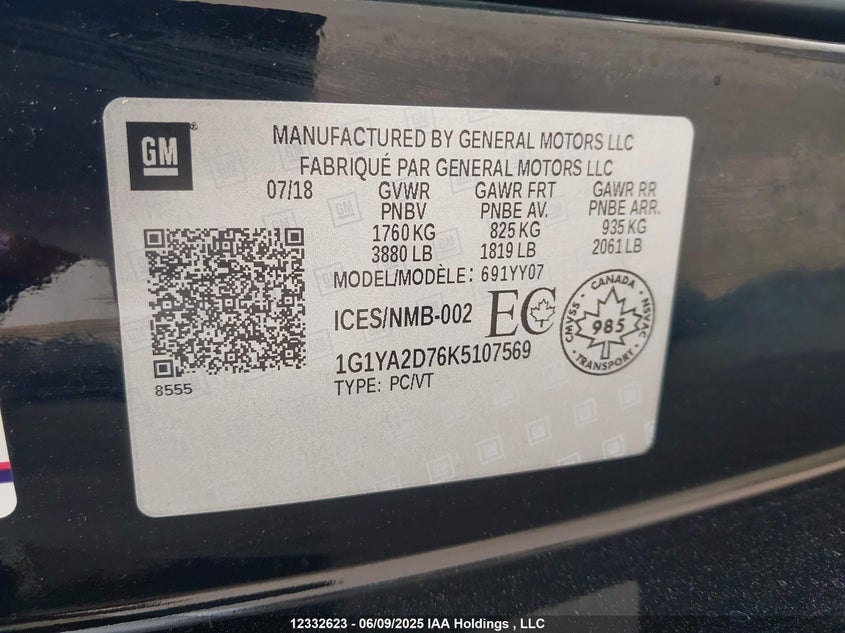 GM
MANUFACTURED BY GENERAL MOTORS LLC
FABRIQUÉ PAR GENERAL MOTORS LLC
07/18 GVWR GAWR FRT GAWR RR
PNBV PNBE AV. PNBE ARR.
1760 KG 825 KG 935 KG
3880 LB 1819 LB 2061 LB
MODEL/MODÈLE: 691YY07
ICES/NMB-002 EC
CANADA
CMVSS 985 NSVAC
TRANSPORT
1G1YA2D76K5107569
TYPE: PC/VT
8555
12332623 - 06/09/2025 IAA Holdings , LLC